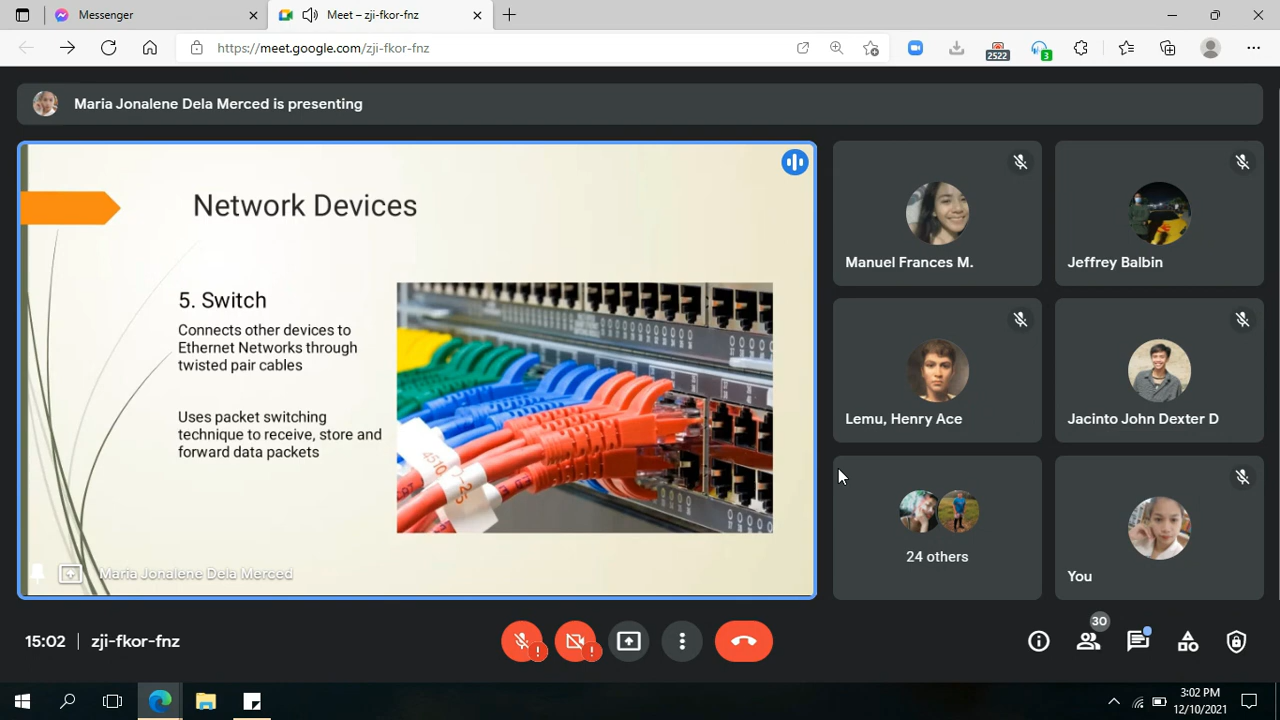 Messenger
Meet – zji-fkor-fnz
https://meet.google.com/zji-fkor-fnz
2522
3
Maria Jonalene Dela Merced is presenting
Network Devices
5. Switch
Connects other devices to
Ethernet Networks through
twisted pair cables
Uses packet switching
technique to receive, store and
forward data packets
4510
Maria Jonalene Dela Merced
Manuel Frances M.
Jeffrey Balbin
Lemu, Henry Ace
Jacinto John Dexter D
24 others
You
15:02
zji-fkor-fnz
30
3:02 PM
12/10/2021